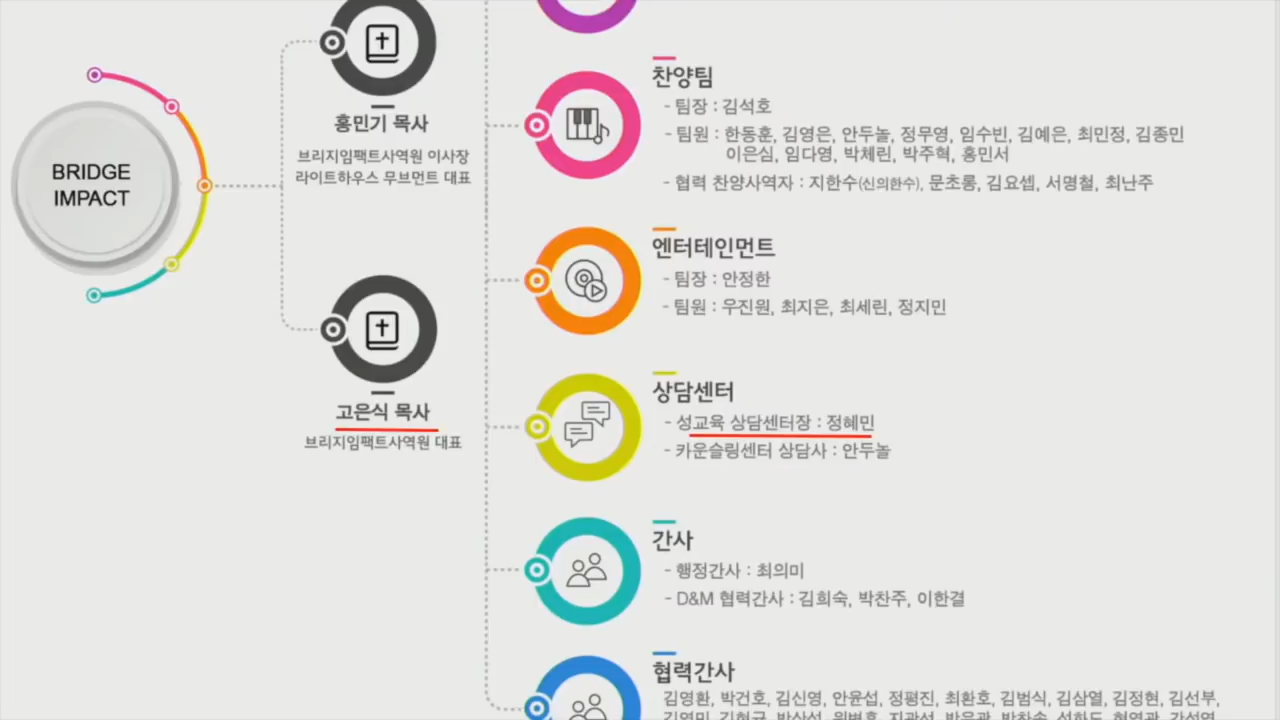 BRIDGE
IMPACT
홍민기 목사
브리지임팩트사역원 이사장
라이트하우스 무브먼트 대표
고은식 목사
브리지임팩트사역원 대표
찬양팀
- 팀장 : 김석호
- 팀원 : 한동훈, 김영은, 안두놀, 정무영, 임수빈, 김예은, 최민정, 김종민
이은심, 임다영, 박체린, 박주혁, 홍민서
- 협력 찬양사역자 : 지한수(신의한수), 문초롱, 김요셉, 서명철, 최난주
엔터테인먼트
- 팀장 : 안정한
- 팀원 : 우진원, 최지은, 최세린, 정지민
상담센터
- 성교육 상담센터장 : 정혜민
- 카운슬링센터 상담사 : 안두놀
간사
- 행정간사 : 최의미
- D&M 협력간사 : 김희숙, 박찬주, 이한결
협력간사
김영환, 박건호, 김신영, 안윤섭, 정평진, 최환호, 김범식, 김삼열, 김정현, 김선부,